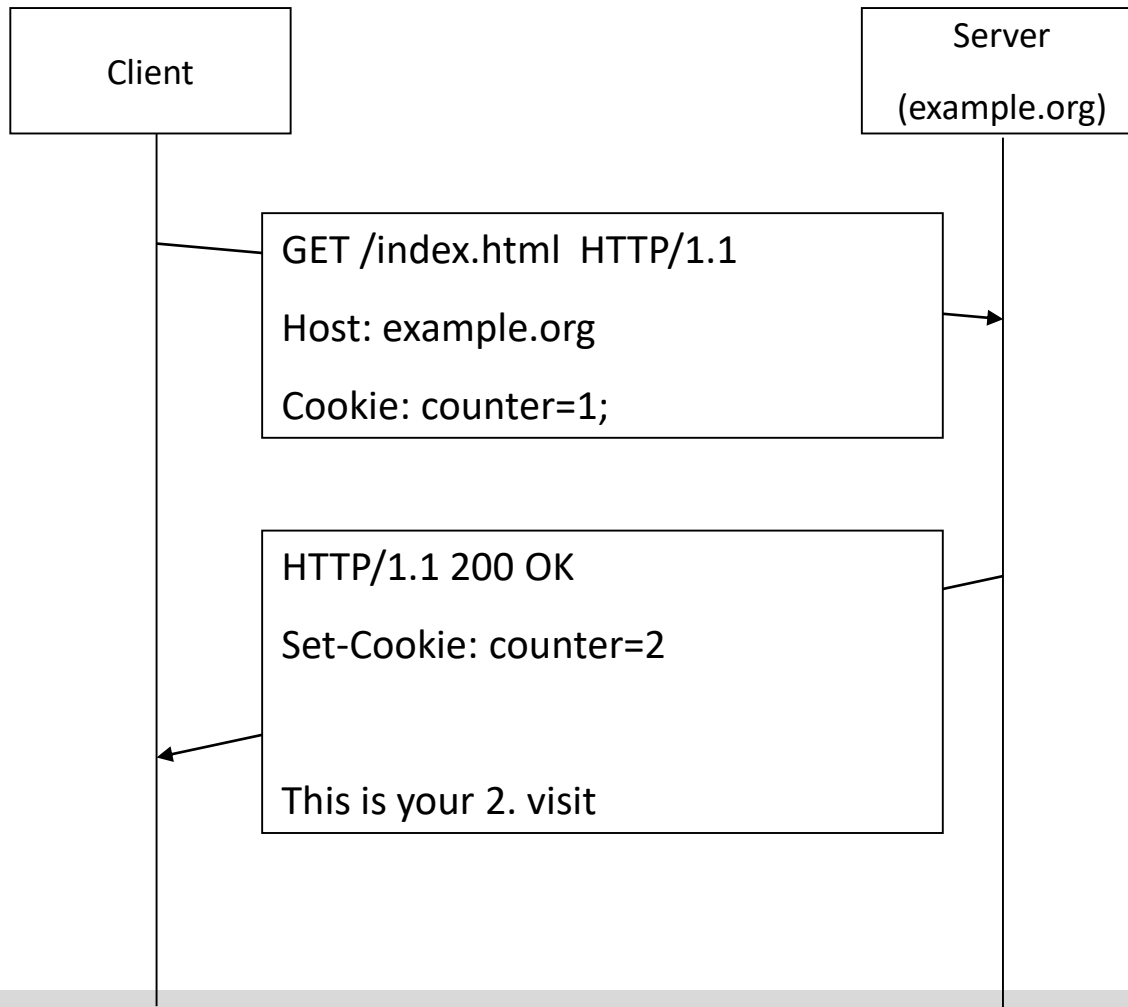 Client
Server
(example.org)
GET /index.html  HTTP/1.1
Host: example.org
Cookie: counter=1;
HTTP/1.1 200 OK
Set-Cookie: counter=2
This is your 2. visit